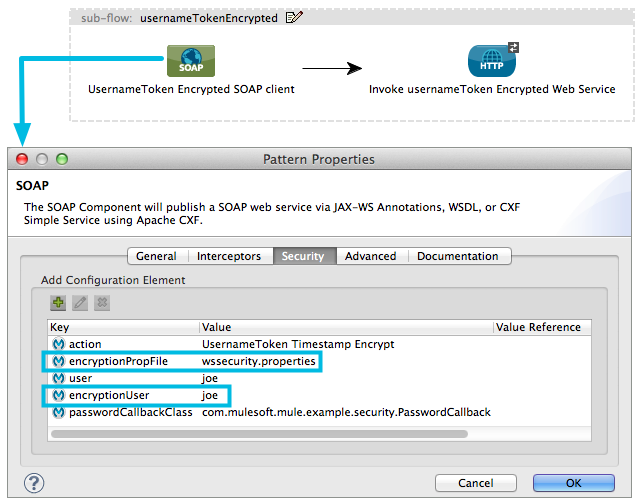 sub-flow: usernameTokenEncrypted
SOAP
HTTP
UsernameToken Encrypted SOAP client
Invoke usernameToken Encrypted Web Service
Pattern Properties
SOAP
The SOAP Component will publish a SOAP web service via JAX-WS Annotations, WSDL, or CXF
Simple Service using Apache CXF.
General Interceptors Security Advanced Documentation
Add Configuration Element
Key Value Value Reference
action UsernameToken Timestamp Encrypt
encryptionPropFile wssecurity.properties
user joe
encryptionUser joe
passwordCallbackClass com.mulesoft.mule.example.security.PasswordCallback
? Cancel OK